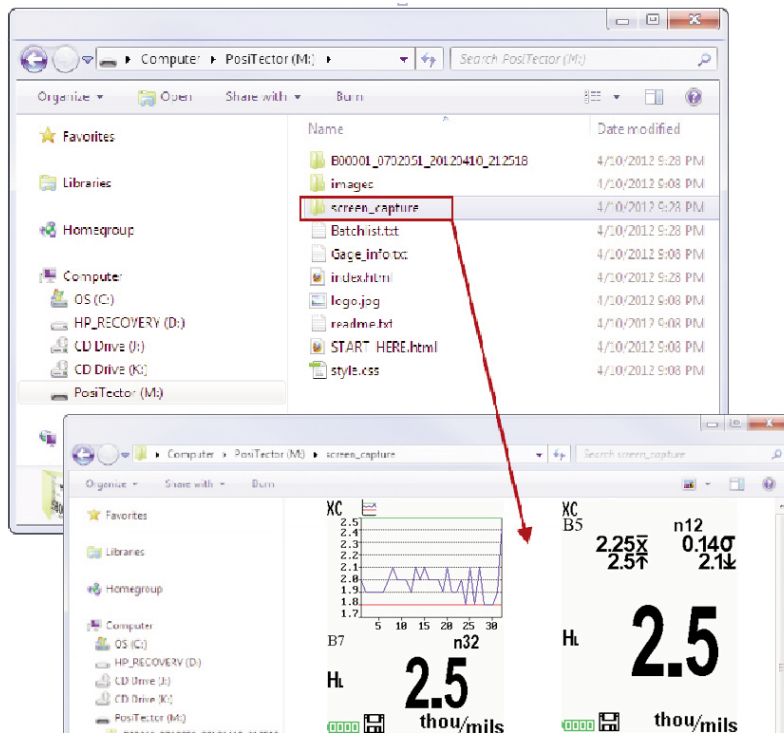 Computer PosiTector (M:) Search PosiTector (M:)
Organize Open Share with Burn
Favorites
Libraries
Homegroup
Computer
OS (C:)
HP_RECOVERY (D:)
CD Drive (J:)
CD Drive (K:)
PosiTector (M:)
Name Date modified
B00001_0702051_20120410_212518 4/10/2012 9:28 PM
images 4/10/2012 9:08 PM
screen_capture 4/10/2012 9:28 PM
Batchlist.txt 4/10/2012 9:28 PM
Gage_info.txt 4/10/2012 9:08 PM
index.html 4/10/2012 9:28 PM
logo.jpg 4/10/2012 9:08 PM
readme.txt 4/10/2012 9:08 PM
START_HERE.html 4/10/2012 9:08 PM
style.css 4/10/2012 9:08 PM
Computer PosiTector (M:) screen_capture Search screen_capture
Organize Share with Burn
Favorites
Libraries
Homegroup
Computer
OS (C:)
HP_RECOVERY (D:)
CD Drive (J:)
CD Drive (K:)
PosiTector (M:)
XC
2.5
2.4
2.3
2.2
2.1
2.0
1.9
1.8
1.7
5 10 15 20 25 30
B7 n32
Hi 2.5
thou/mils
XC
B5 n12
2.25x̅ 0.14σ
2.5↑ 2.1↓
Hi 2.5
thou/mils